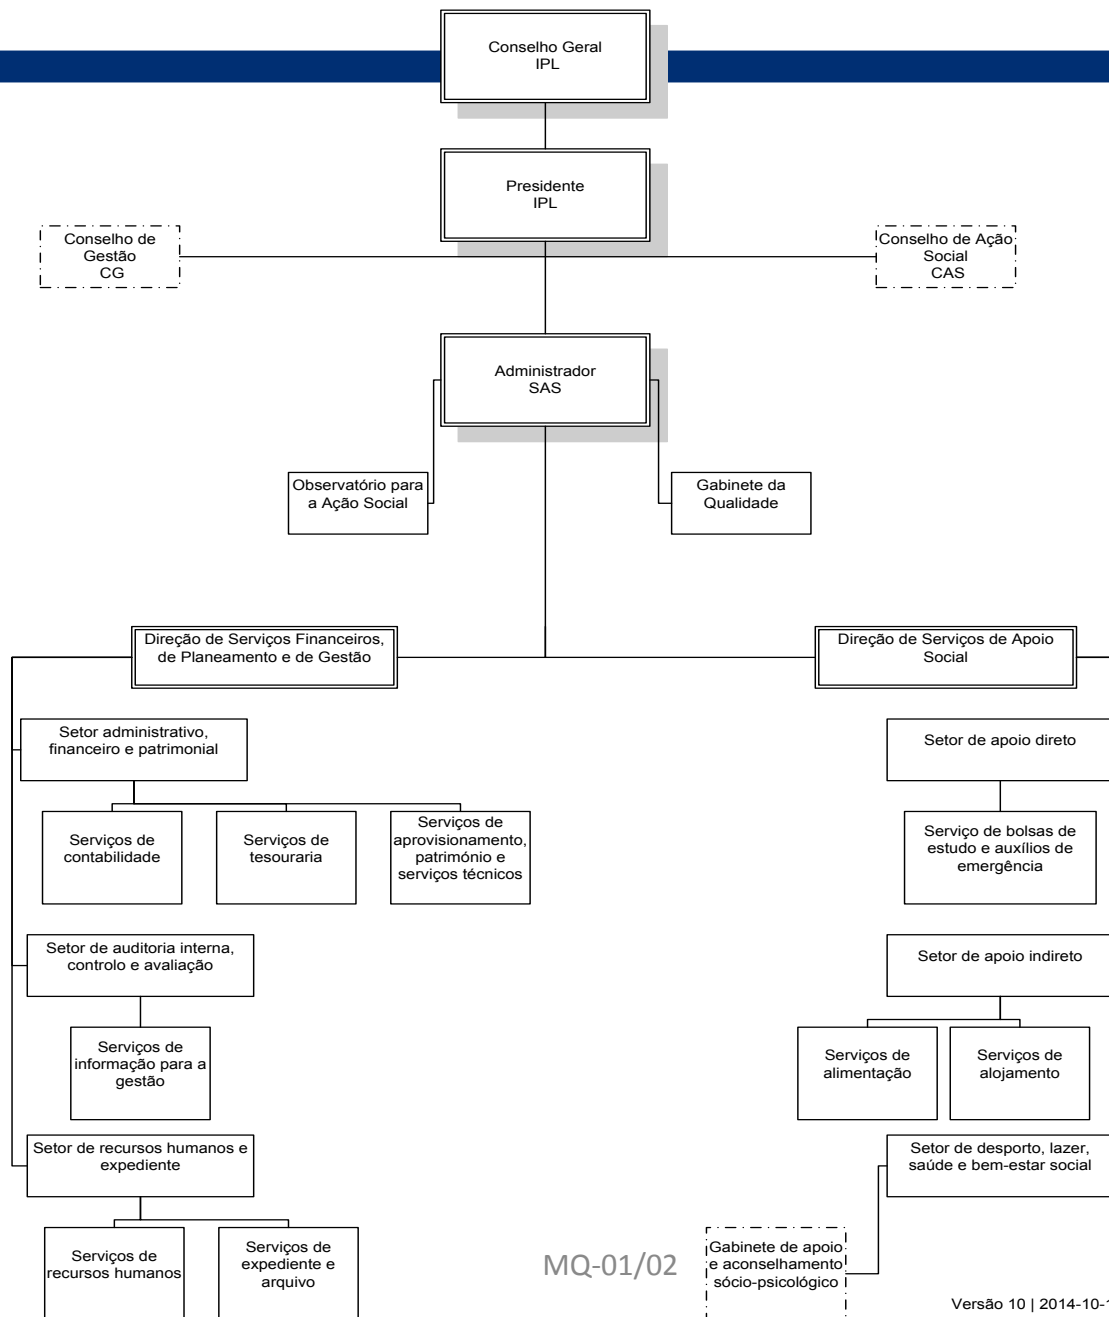 Conselho Geral
IPL
Presidente
IPL
Conselho de
Gestão
CG
Conselho de Ação
Social
CAS
Administrador
SAS
Observatório para
a Ação Social
Gabinete da
Qualidade
Direção de Serviços Financeiros,
de Planeamento e de Gestão
Direção de Serviços de Apoio
Social
Setor administrativo,
financeiro e patrimonial
Setor de apoio direto
Serviços de
contabilidade
Serviços de
tesouraria
Serviços de
aprovisionamento,
património e
serviços técnicos
Serviço de bolsas de
estudo e auxílios de
emergência
Setor de auditoria interna,
controlo e avaliação
Setor de apoio indireto
Serviços de
informação para a
gestão
Serviços de
alimentação
Serviços de
alojamento
Setor de recursos humanos e
expediente
Setor de desporto, lazer,
saúde e bem-estar social
Serviços de
recursos humanos
Serviços de
expediente e
arquivo
MQ-01/02
Gabinete de apoio
e aconselhamento
sócio-psicológico
Versão 10 | 2014-10-1